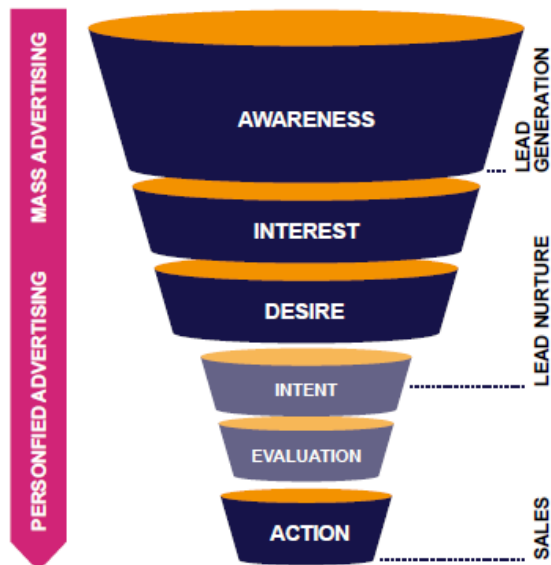 MASS ADVERTISING
PERSONFIED ADVERTISING
AWARENESS
INTEREST
DESIRE
INTENT
EVALUATION
ACTION
LEAD
GENERATION
LEAD NURTURE
SALES